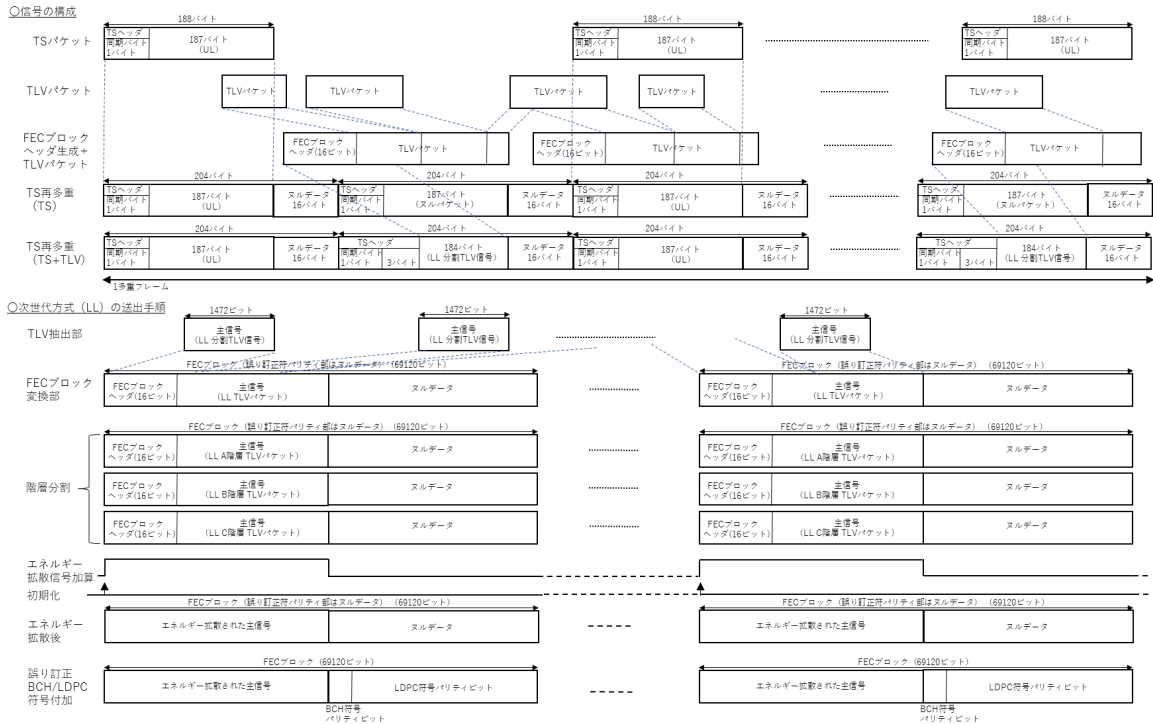 〇信号の構成
188バイト
188バイト
188バイト
TSパケット
TSヘッダ
同期バイト
1バイト
187バイト
（UL）
TSヘッダ
同期バイト
1バイト
187バイト
（UL）
TSヘッダ
同期バイト
1バイト
187バイト
（UL）
TLVパケット
TLVパケット
TLVパケット
TLVパケット
TLVパケット
TLVパケット
FECブロック
ヘッダ生成+
TLVパケット
FECブロック
ヘッダ(16ビット)
TLVパケット
FECブロック
ヘッダ(16ビット)
TLVパケット
FECブロック
ヘッダ(16ビット)
TLVパケット
204バイト
204バイト
204バイト
204バイト
TS再多重
（TS）
TSヘッダ
同期バイト
1バイト
187バイト
（UL）
ヌルデータ
16バイト
TSヘッダ
同期バイト
1バイト
187バイト
（ヌルパケット）
ヌルデータ
16バイト
TSヘッダ
同期バイト
1バイト
187バイト
（UL）
ヌルデータ
16バイト
TSヘッダ
同期バイト
1バイト
187バイト
（ヌルパケット）
ヌルデータ
16バイト
204バイト
204バイト
204バイト
204バイト
TS再多重
（TS+TLV）
TSヘッダ
同期バイト
1バイト
187バイト
（UL）
ヌルデータ
16バイト
TSヘッダ
同期バイト
1バイト
3バイト
184バイト
（LL 分割TLV信号）
ヌルデータ
16バイト
TSヘッダ
同期バイト
1バイト
187バイト
（UL）
ヌルデータ
16バイト
TSヘッダ
同期バイト
1バイト
3バイト
184バイト
（LL 分割TLV信号）
ヌルデータ
16バイト
1多重フレーム
〇次世代方式（LL）の送出手順
1472ビット
1472ビット
1472ビット
TLV抽出部
主信号
（LL 分割TLV信号）
主信号
（LL 分割TLV信号）
主信号
（LL 分割TLV信号）
FECブロック（誤り訂正符パリティ部はヌルデータ）（69120ビット）
FECブロック（誤り訂正符パリティ部はヌルデータ）（69120ビット）
FECブロック
変換部
FECブロック
ヘッダ(16ビット)
主信号
（LL TLVパケット）
ヌルデータ
FECブロック
ヘッダ(16ビット)
主信号
（LL TLVパケット）
ヌルデータ
FECブロック（誤り訂正符パリティ部はヌルデータ）（69120ビット）
FECブロック（誤り訂正符パリティ部はヌルデータ）（69120ビット）
階層分割
FECブロック
ヘッダ(16ビット)
主信号
（LL A階層 TLVパケット）
ヌルデータ
FECブロック
ヘッダ(16ビット)
主信号
（LL A階層 TLVパケット）
ヌルデータ
FECブロック
ヘッダ(16ビット)
主信号
（LL B階層 TLVパケット）
ヌルデータ
FECブロック
ヘッダ(16ビット)
主信号
（LL B階層 TLVパケット）
ヌルデータ
FECブロック
ヘッダ(16ビット)
主信号
（LL C階層 TLVパケット）
ヌルデータ
FECブロック
ヘッダ(16ビット)
主信号
（LL C階層 TLVパケット）
ヌルデータ
エネルギー
拡散信号加算
初期化
FECブロック（誤り訂正符パリティ部はヌルデータ）（69120ビット）
FECブロック（誤り訂正符パリティ部はヌルデータ）（69120ビット）
エネルギー
拡散後
エネルギー拡散された主信号
ヌルデータ
エネルギー拡散された主信号
ヌルデータ
FECブロック（69120ビット）
FECブロック（69120ビット）
誤り訂正
BCH/LDPC
符号付加
エネルギー拡散された主信号
LDPC符号パリティビット
エネルギー拡散された主信号
LDPC符号パリティビット
BCH符号
パリティビット
BCH符号
パリティビット